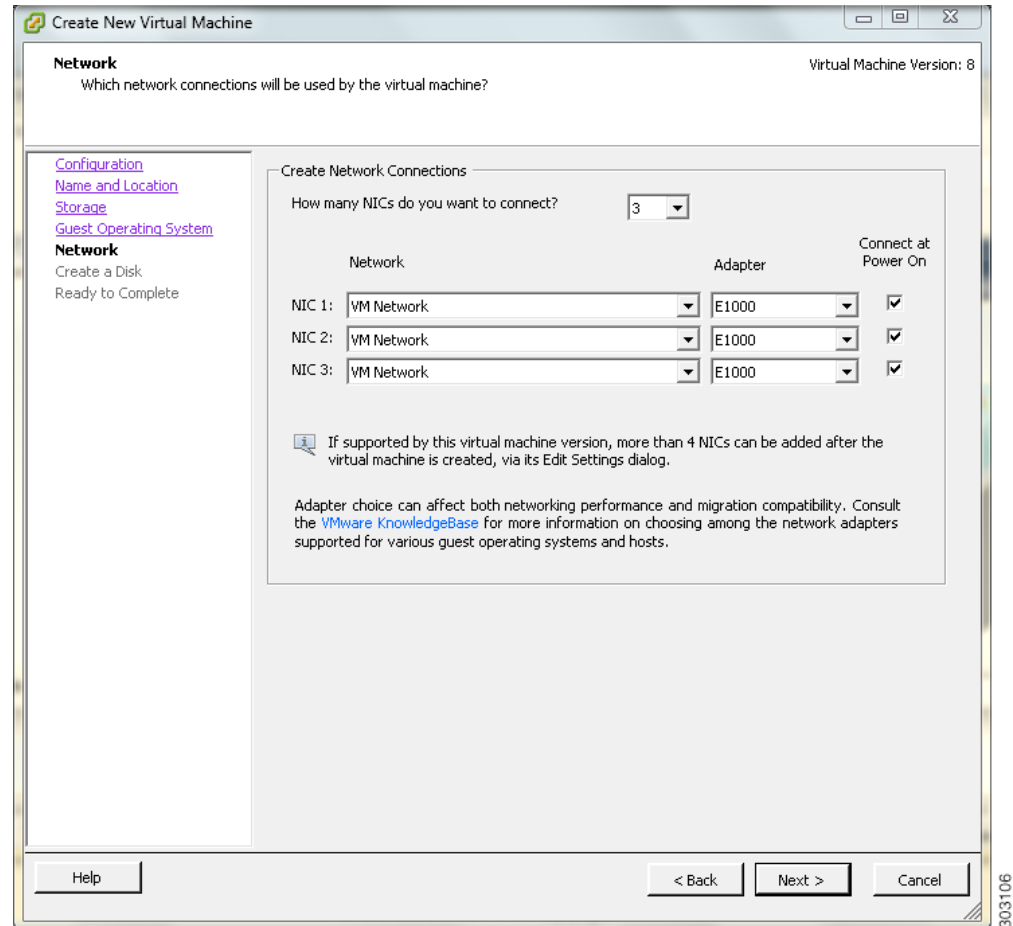 Create New Virtual Machine
Network
Virtual Machine Version: 8
Which network connections will be used by the virtual machine?
Configuration
Name and Location
Storage
Guest Operating System
Network
Create a Disk
Ready to Complete
Create Network Connections
How many NICs do you want to connect?
3
Network
Adapter
Connect at
Power On
NIC 1:
VM Network
E1000
NIC 2:
VM Network
E1000
NIC 3:
VM Network
E1000
If supported by this virtual machine version, more than 4 NICs can be added after the
virtual machine is created, via its Edit Settings dialog.
Adapter choice can affect both networking performance and migration compatibility. Consult
the VMware KnowledgeBase for more information on choosing among the network adapters
supported for various guest operating systems and hosts.
Help
< Back
Next >
Cancel
303106